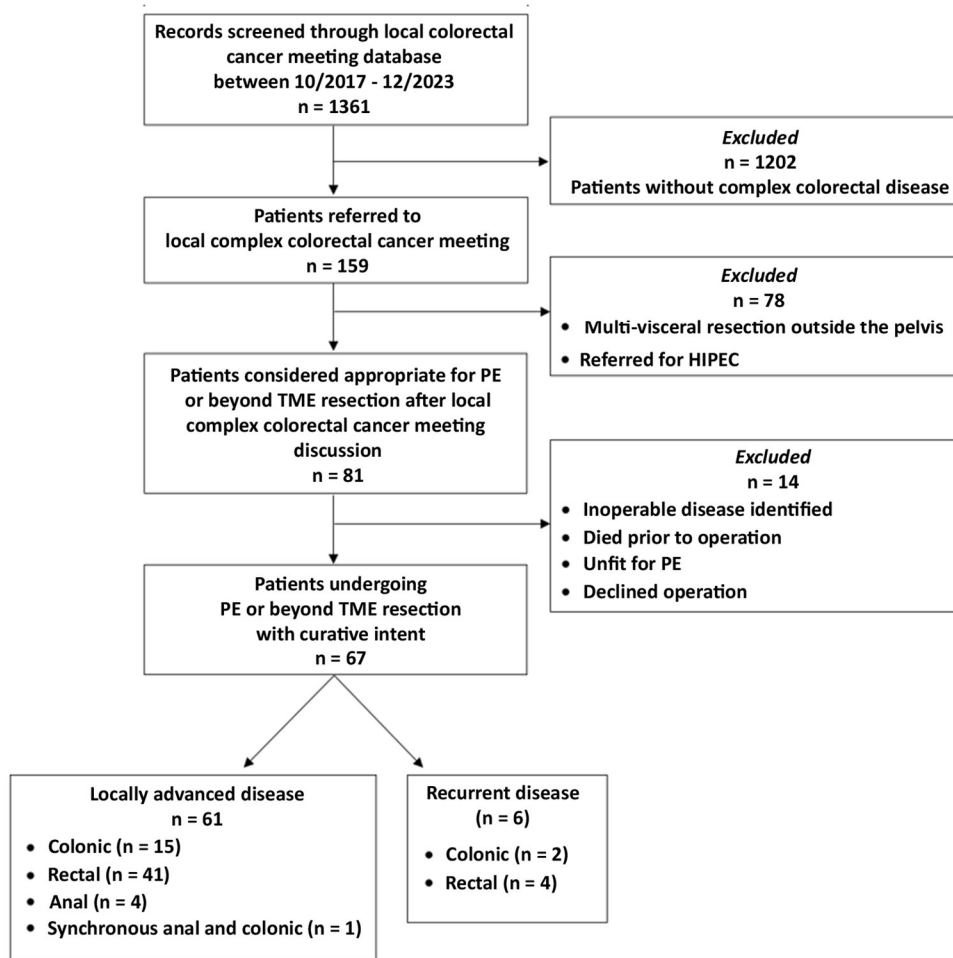 Records screened through local colorectal
cancer meeting database
between 10/2017 - 12/2023
n = 1361
Excluded
n = 1202
Patients without complex colorectal disease
Patients referred to
local complex colorectal cancer meeting
n = 159
Excluded
n = 78
• Multi-visceral resection outside the pelvis
• Referred for HIPEC
Patients considered appropriate for PE
or beyond TME resection after local
complex colorectal cancer meeting
discussion
n = 81
Excluded
n = 14
• Inoperable disease identified
• Died prior to operation
• Unfit for PE
• Declined operation
Patients undergoing
PE or beyond TME resection
with curative intent
n = 67
Locally advanced disease
n = 61
• Colonic (n = 15)
• Rectal (n = 41)
• Anal (n = 4)
• Synchronous anal and colonic (n = 1)
Recurrent disease
(n = 6)
• Colonic (n = 2)
• Rectal (n = 4)